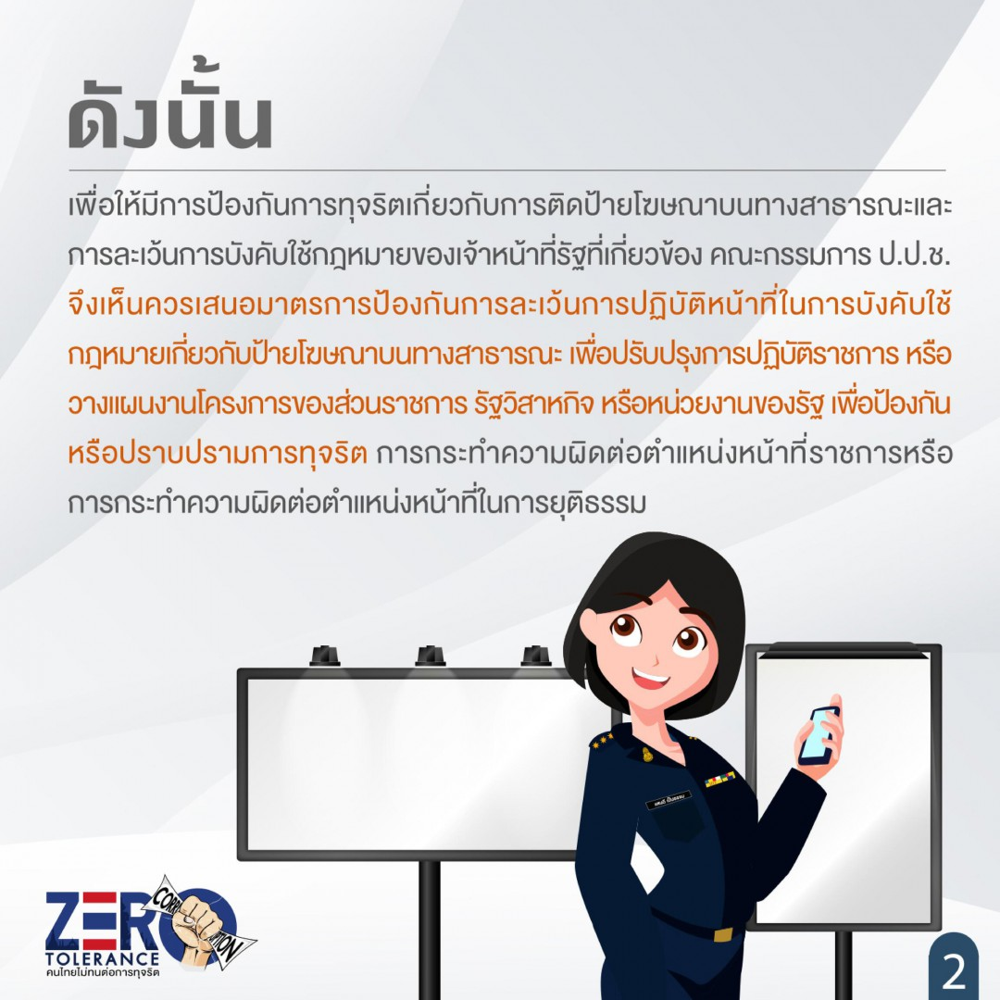 ดังนั้น
เพื่อให้มีการป้องกันการทุจริตเกี่ยวกับการติดป้ายโฆษณาบนทางสาธารณะและ
การละเว้นการบังคับใช้กฎหมายของเจ้าหน้าที่รัฐที่เกี่ยวข้อง คณะกรรมการ ป.ป.ช.
จึงเห็นควรเสนอมาตรการป้องกันการละเว้นการปฏิบัติหน้าที่ในการบังคับใช้
กฎหมายเกี่ยวกับป้ายโฆษณาบนทางสาธารณะ เพื่อปรับปรุงการปฏิบัติราชการ หรือ
วางแผนงานโครงการของส่วนราชการ รัฐวิสาหกิจ หรือหน่วยงานของรัฐ เพื่อป้องกัน
หรือปราบปรามการทุจริต การกระทำความผิดต่อตำแหน่งหน้าที่ราชการหรือ
การกระทำความผิดต่อตำแหน่งหน้าที่ในการยุติธรรม
ZERO
CORRUPTION
TOLERANCE
คนไทยไม่ทนต่อการทุจริต
2